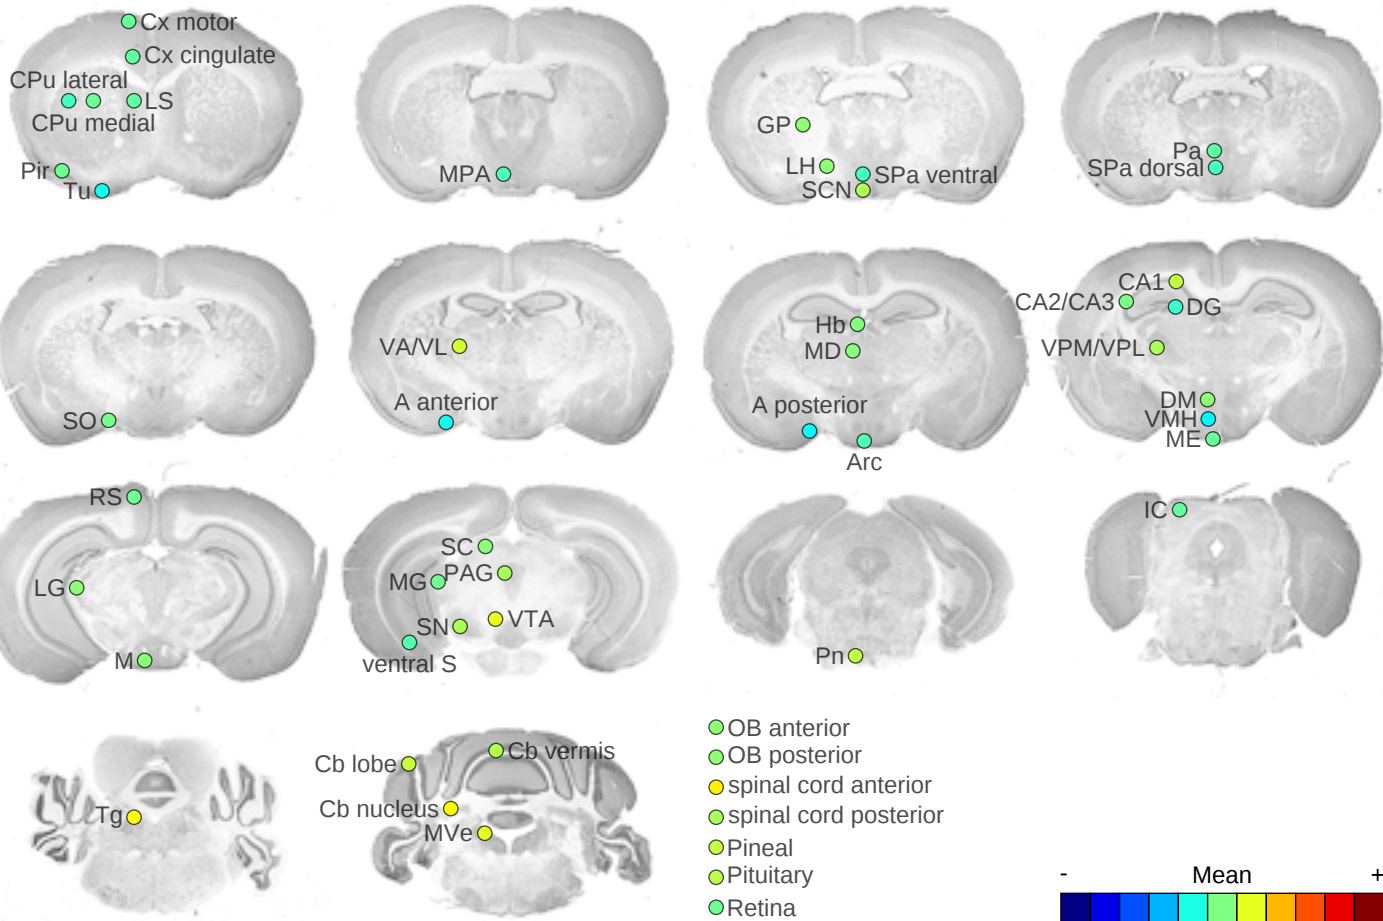 Cx motor
Cx cingulate
CPu lateral
LS
CPu medial
Pir
Tu
MPA
GP
LH
SPa ventral
SCN
Pa
SPa dorsal
SO
VA/VL
A anterior
Hb
MD
A posterior
Arc
CA1
CA2/CA3
DG
VPM/VPL
DM
VMH
ME
RS
LG
M
SC
PAG
MG
SN
VTA
ventral S
Pn
IC
Tg
Cb lobe
Cb vermis
Cb nucleus
MVe
OB anterior
OB posterior
spinal cord anterior
spinal cord posterior
Pineal
Pituitary
Retina
- Mean +